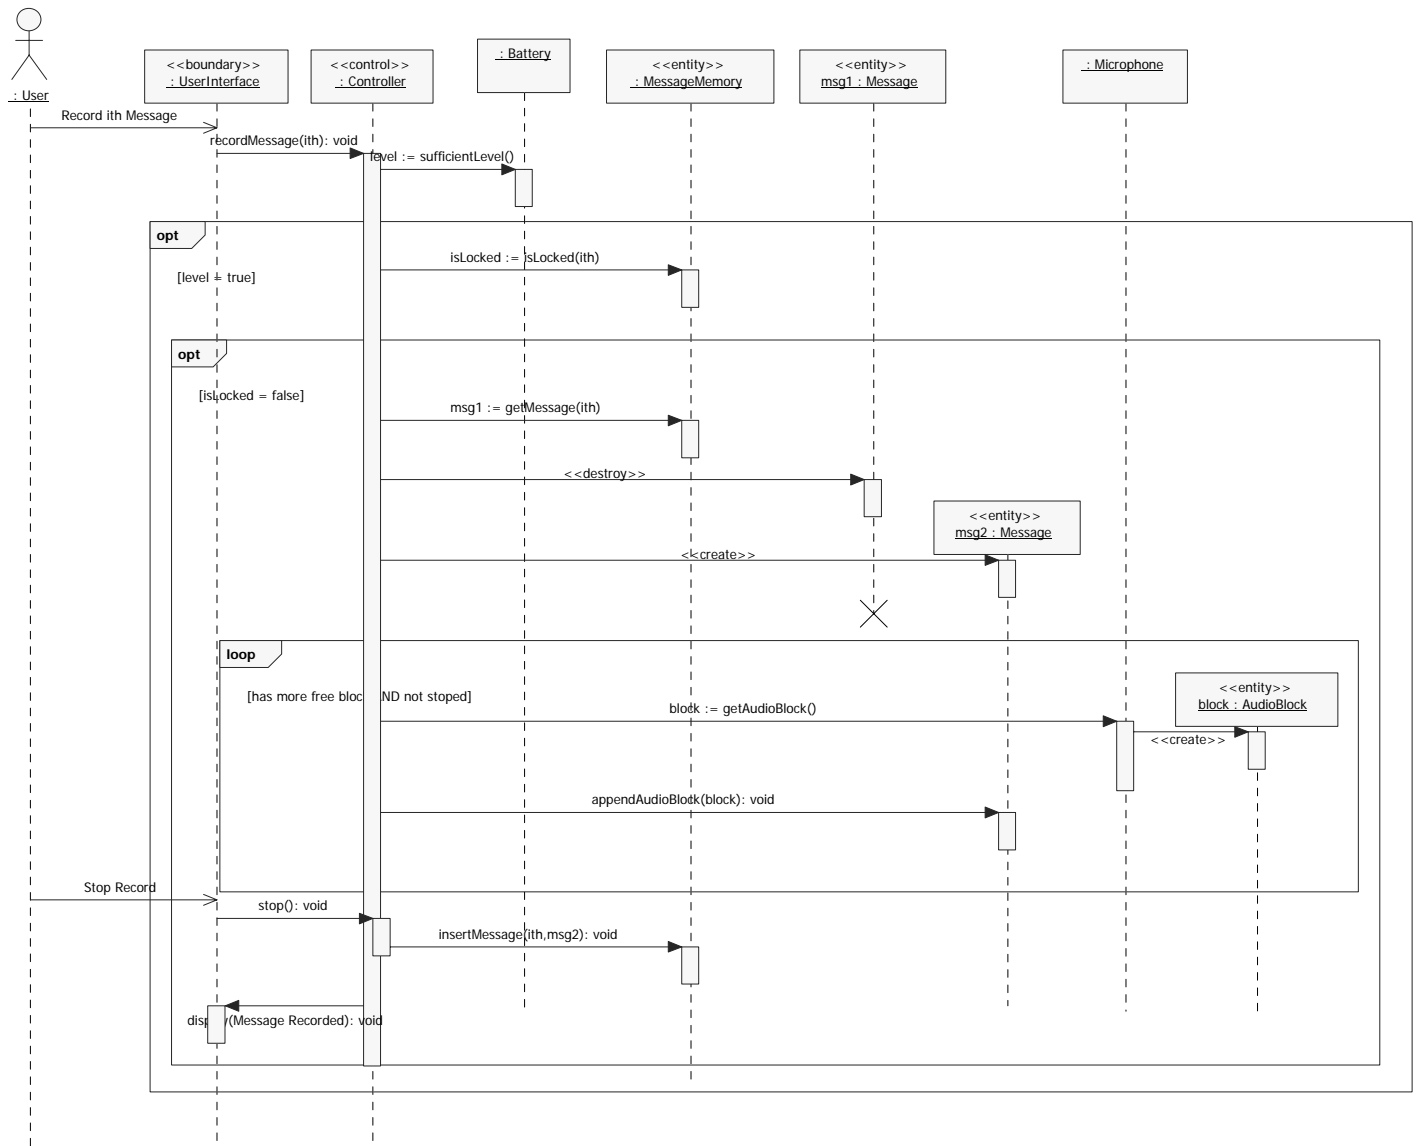 : User
<<boundary>>
: UserInterface
<<control>>
: Controller
: Battery
<<entity>>
: MessageMemory
<<entity>>
msg1 : Message
: Microphone
Record ith Message
recordMessage(ith): void
level := sufficientLevel()
opt
[level = true]
isLocked := isLocked(ith)
opt
[isLocked = false]
msg1 := getMessage(ith)
<<destroy>>
<<entity>>
msg2 : Message
<<create>>
loop
[has more free block AND not stoped]
<<entity>>
block : AudioBlock
block := getAudioBlock()
<<create>>
appendAudioBlock(block): void
Stop Record
stop(): void
insertMessage(ith,msg2): void
display(Message Recorded): void